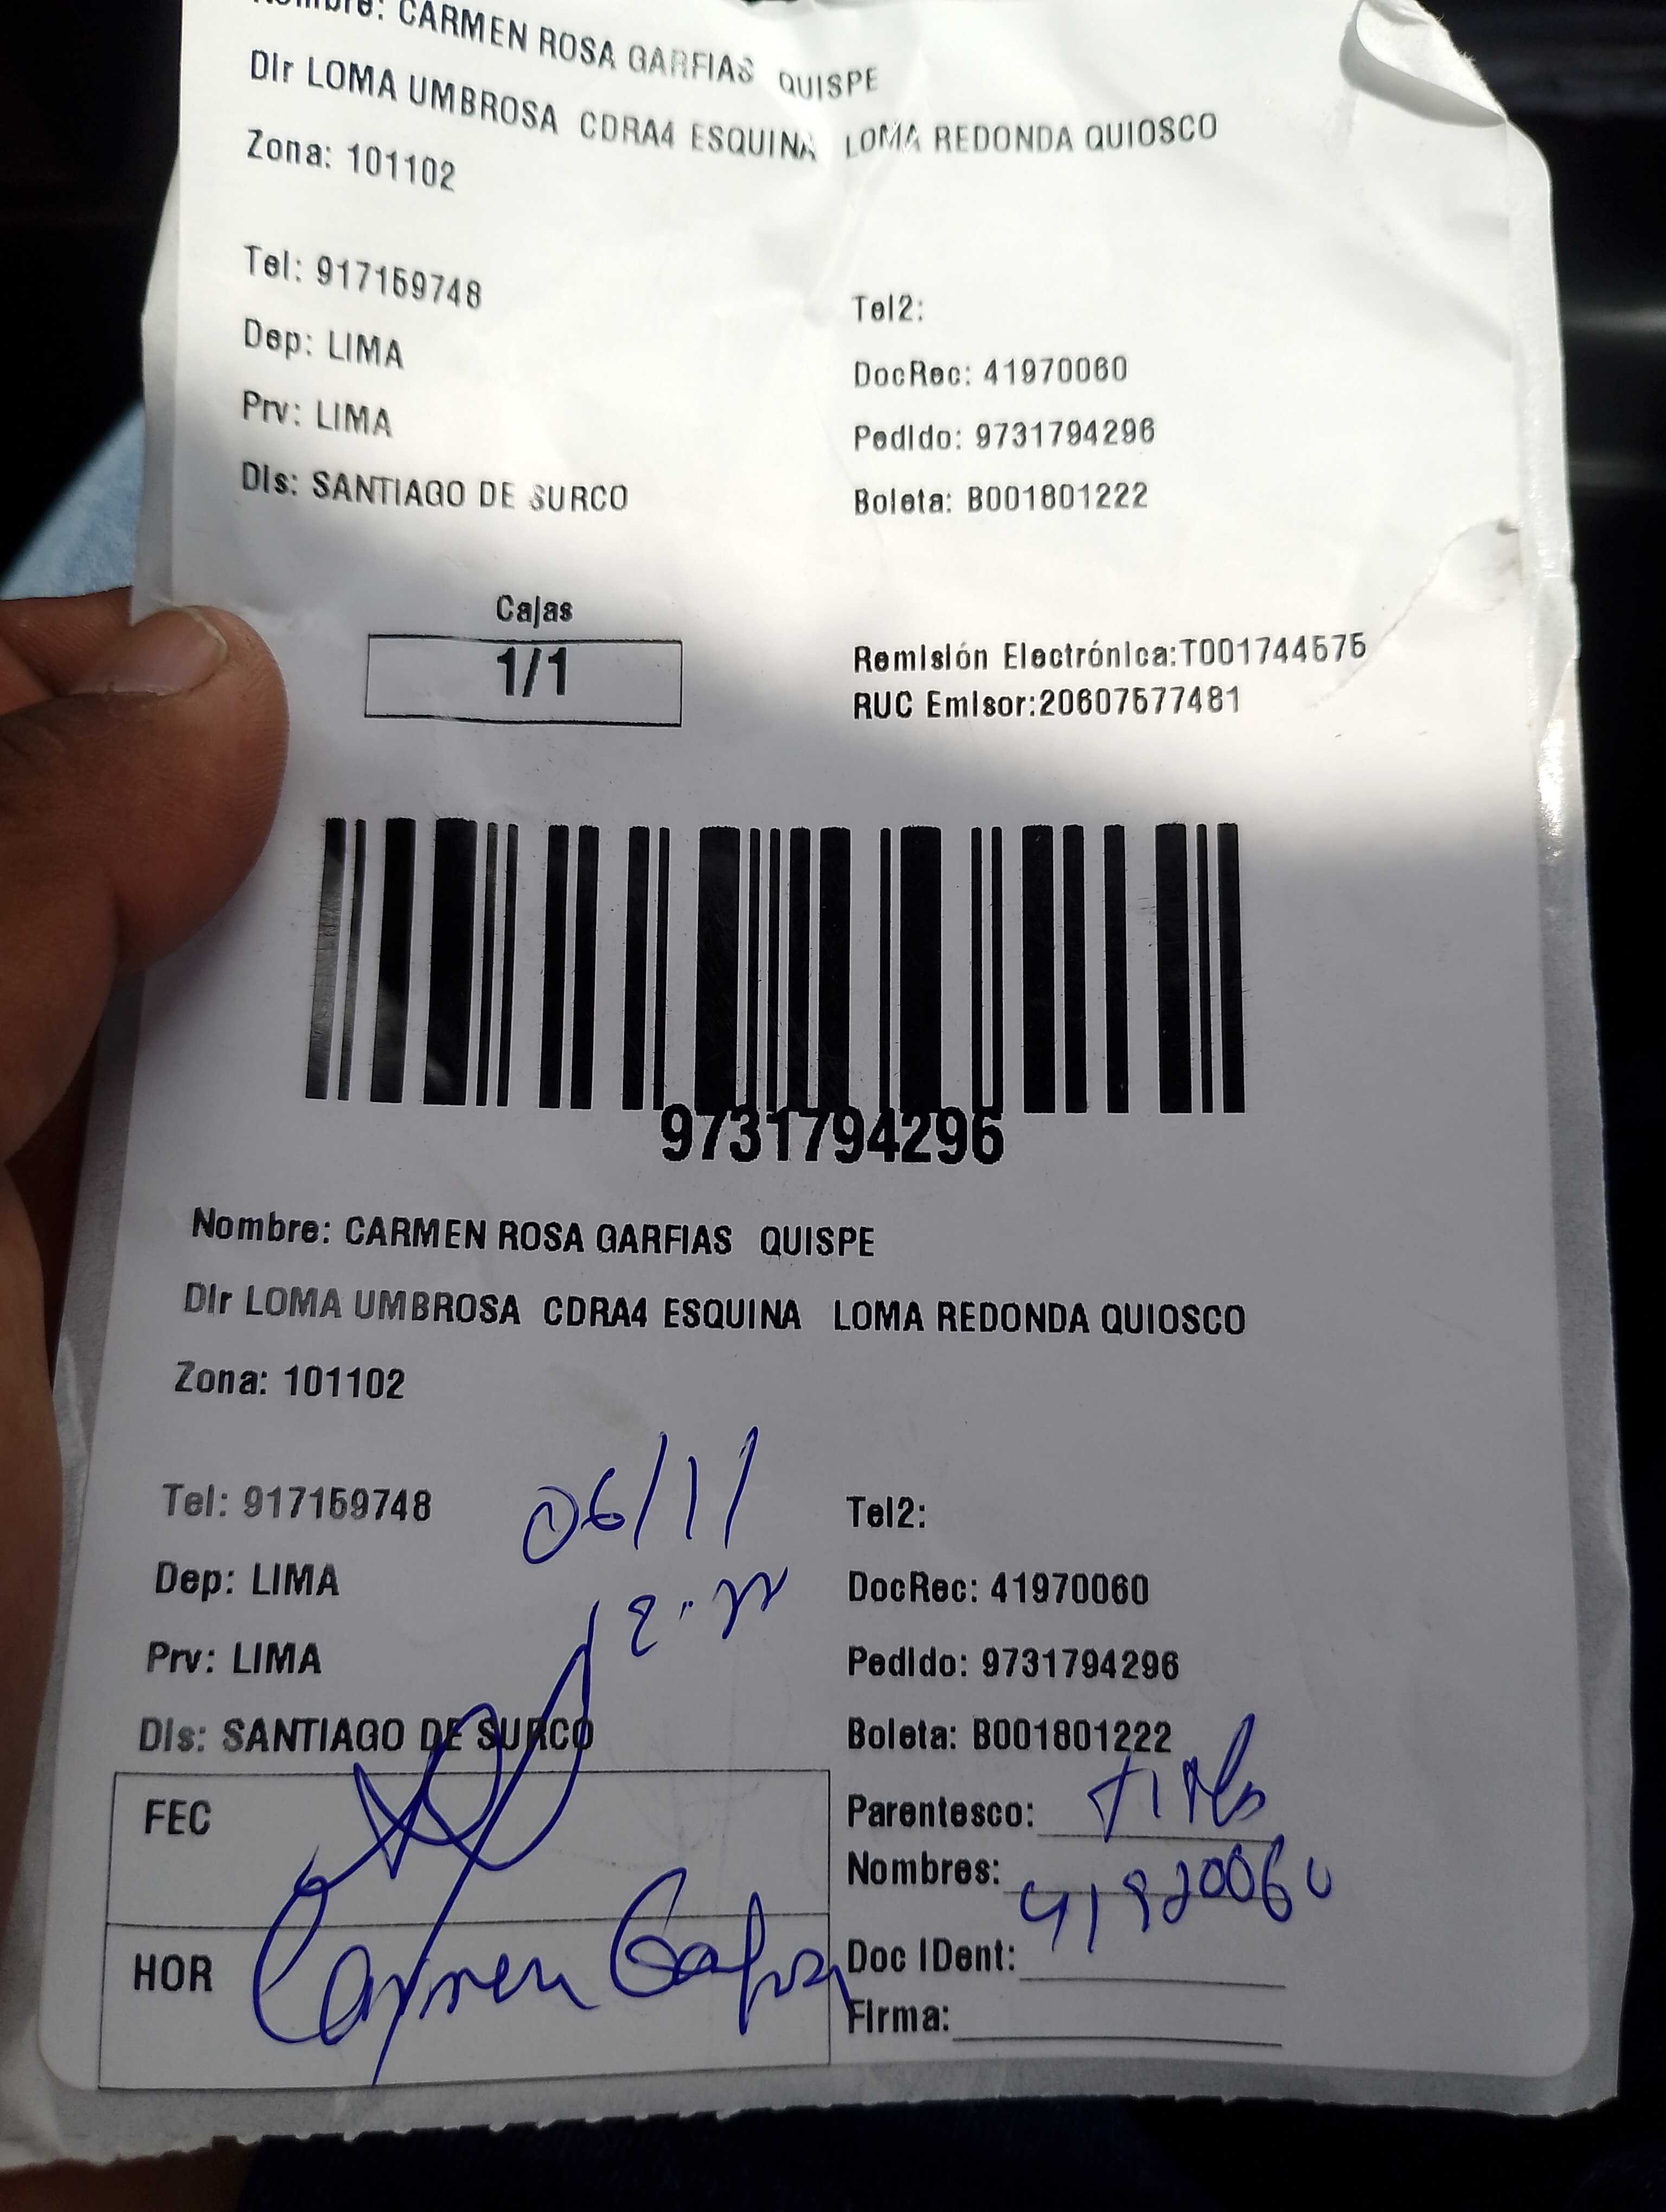 Nombre: CARMEN ROSA GARFIAS QUISPE
Dir LOMA UMBROSA CDRA4 ESQUINA LOMA REDONDA QUIOSCO
Zona: 101102
Tel: 917159748
Tel2:
Dep: LIMA
DocRec: 41970060
Prv: LIMA
Pedido: 9731794296
Dis: SANTIAGO DE SURCO
Boleta: B001801222
Cajas
1/1
Remisión Electrónica:T001744575
RUC Emisor:20607577481
9731794296
Nombre: CARMEN ROSA GARFIAS QUISPE
Dir LOMA UMBROSA CDRA4 ESQUINA LOMA REDONDA QUIOSCO
Zona: 101102
Tel: 917159748
06/11
Tel2:
Dep: LIMA
DocRec: 41970060
Prv: LIMA
Pedido: 9731794296
Dis: SANTIAGO DE SURCO
Boleta: B001801222
FEC
Parentesco:
Nombres:
41970060
HOR
Carmen Garfias
Doc IDent:
Firma: